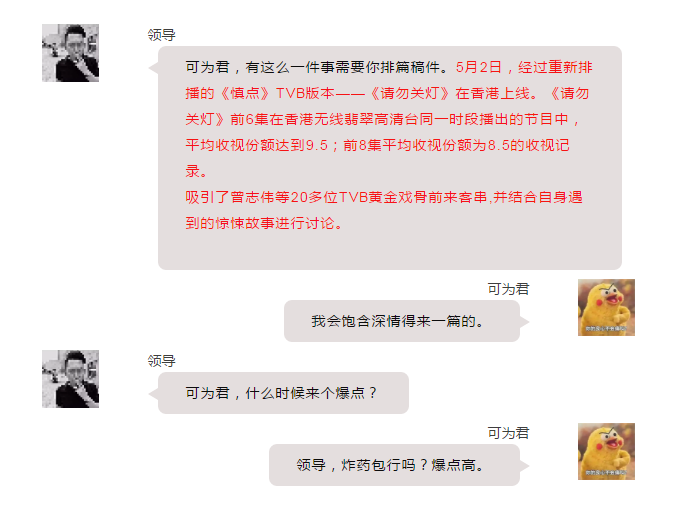 领导
可为君，有这么一件事需要你排篇稿件。5月2日，经过重新排
播的《慎点》TVB版本——《请勿关灯》在香港上线。《请勿
关灯》前6集在香港无线翡翠高清台同一时段播出的节目中，
平均收视份额达到9.5；前8集平均收视份额为8.5的收视记
录。
吸引了曾志伟等20多位TVB黄金戏骨前来客串,并结合自身遇
到的惊悚故事进行讨论。
可为君
我会饱含深情得来一篇的。
领导
可为君，什么时候来个爆点？
可为君
领导，炸药包行吗？爆点高。